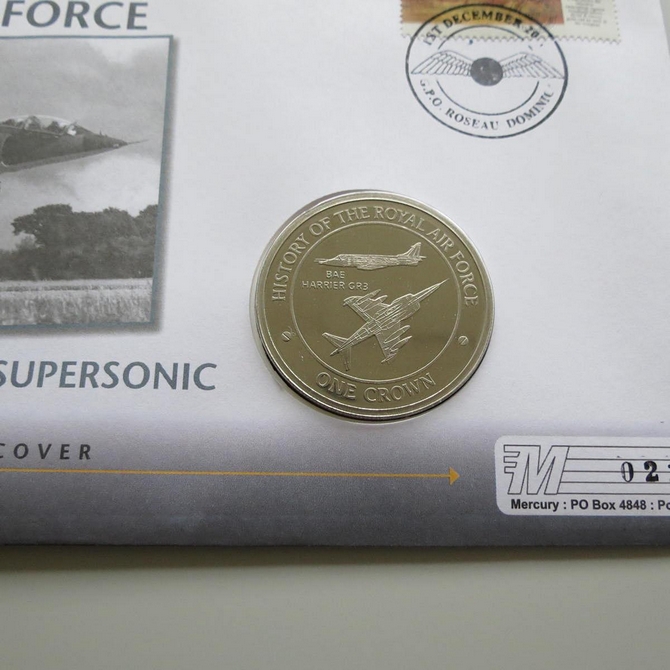 FORCE
1ST DECEMBER 20
G.P.O. ROSEAU DOMINIC
HISTORY OF THE ROYAL AIR FORCE
BAE
HARRIER GR3
ONE CROWN
SUPERSONIC
COVER
M
02
Mercury : PO Box 4848 : Po